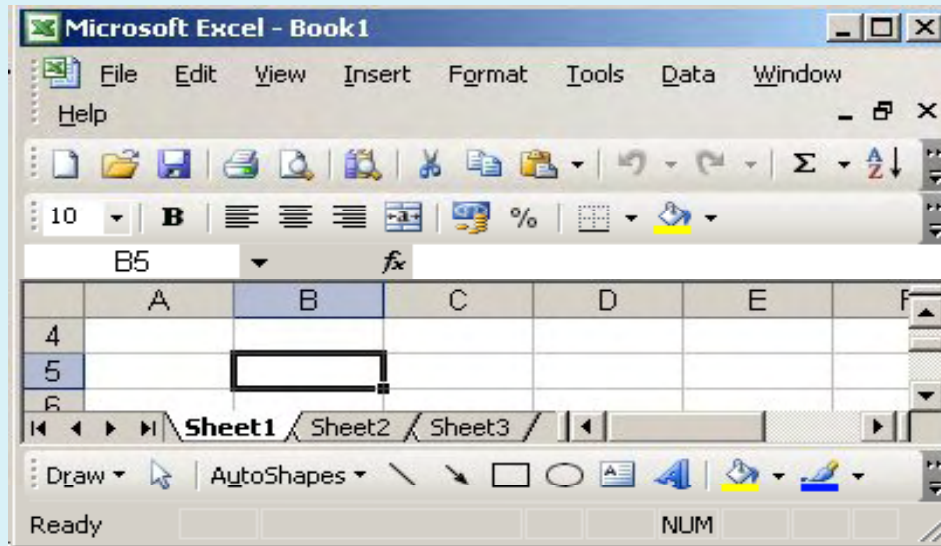 Microsoft Excel - Book1
File Edit View Insert Format Tools Data Window
Help
Σ A Z
10 B a %
B5 fx
A B C D E F
4
5
6
Sheet1 Sheet2 Sheet3
Draw AutoShapes A A
Ready NUM